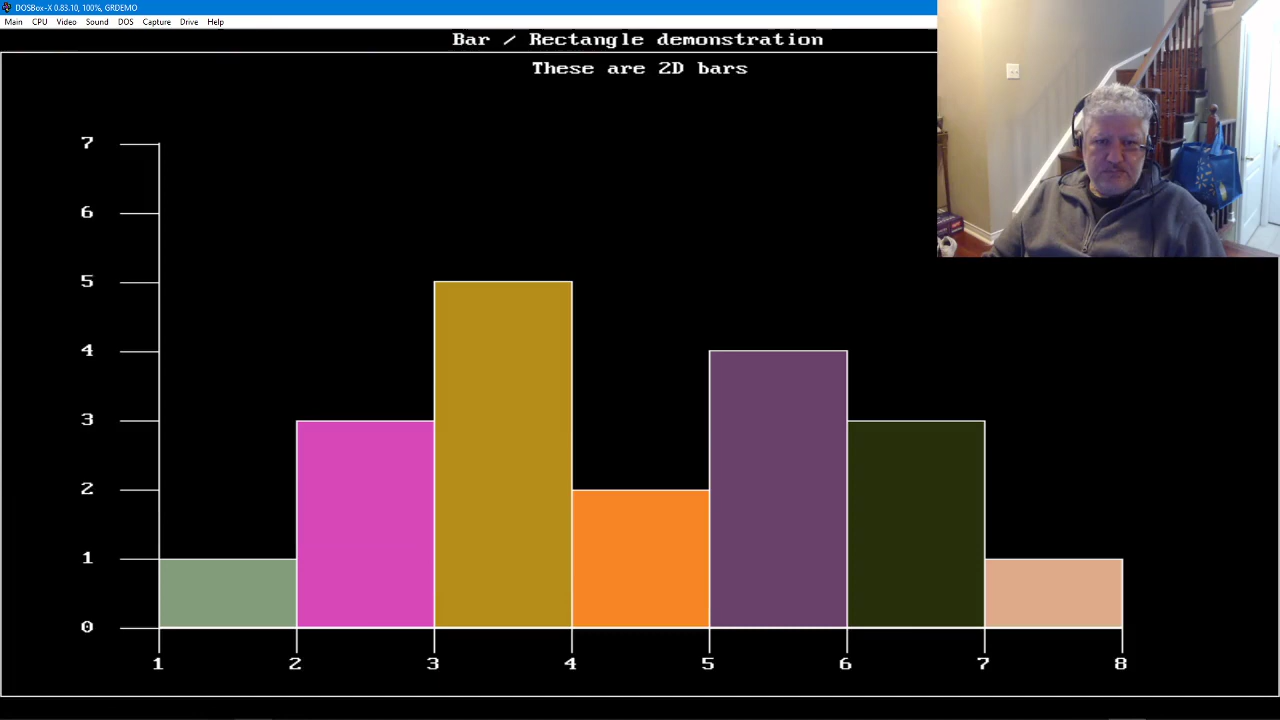 DOSBox-X 0.83.10, 100%, GRDEMO
Main CPU Video Sound DOS Capture Drive Help
Bar / Rectangle demonstration
These are 2D bars
7
6
5
4
3
2
1
0
1 2 3 4 5 6 7 8